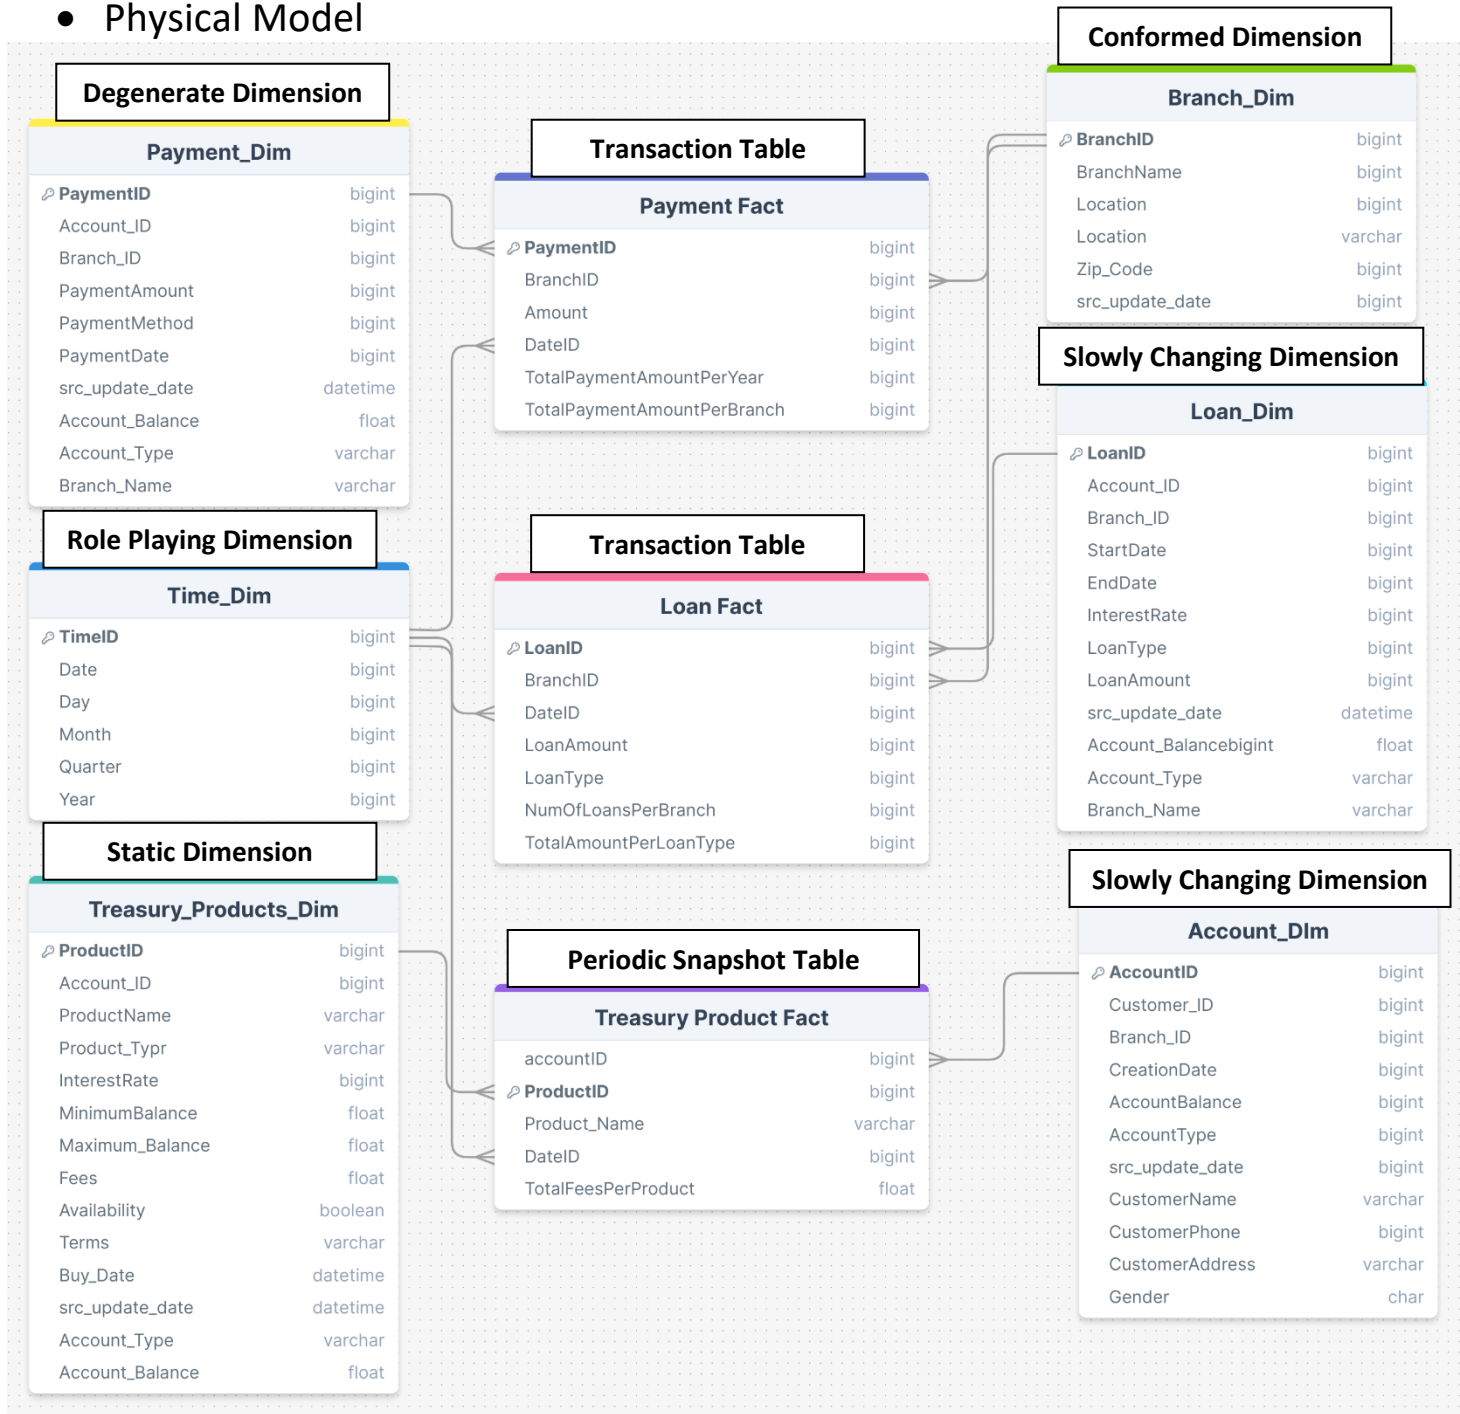 • Physical Model
Degenerate Dimension
Payment_Dim
PaymentID bigint
Account_ID bigint
Branch_ID bigint
PaymentAmount bigint
PaymentMethod bigint
PaymentDate bigint
src_update_date datetime
Account_Balance float
Account_Type varchar
Branch_Name varchar
Role Playing Dimension
Time_Dim
TimeID bigint
Date bigint
Day bigint
Month bigint
Quarter bigint
Year bigint
Static Dimension
Treasury_Products_Dim
ProductID bigint
Account_ID bigint
ProductName varchar
Product_Typr varchar
InterestRate bigint
MinimumBalance float
Maximum_Balance float
Fees float
Availability boolean
Terms varchar
Buy_Date datetime
src_update_date datetime
Account_Type varchar
Account_Balance float
Transaction Table
Payment Fact
PaymentID bigint
BranchID bigint
Amount bigint
DateID bigint
TotalPaymentAmountPerYear bigint
TotalPaymentAmountPerBranch bigint
Transaction Table
Loan Fact
LoanID bigint
BranchID bigint
DateID bigint
LoanAmount bigint
LoanType bigint
NumOfLoansPerBranch bigint
TotalAmountPerLoanType bigint
Periodic Snapshot Table
Treasury Product Fact
accountID bigint
ProductID bigint
Product_Name varchar
DateID bigint
TotalFeesPerProduct float
Conformed Dimension
Branch_Dim
BranchID bigint
BranchName bigint
Location bigint
Location varchar
Zip_Code bigint
src_update_date bigint
Slowly Changing Dimension
Loan_Dim
LoanID bigint
Account_ID bigint
Branch_ID bigint
StartDate bigint
EndDate bigint
InterestRate bigint
LoanType bigint
LoanAmount bigint
src_update_date datetime
Account_Balancebigint float
Account_Type varchar
Branch_Name varchar
Slowly Changing Dimension
Account_DIm
AccountID bigint
Customer_ID bigint
Branch_ID bigint
CreationDate bigint
AccountBalance bigint
AccountType bigint
src_update_date bigint
CustomerName varchar
CustomerPhone bigint
CustomerAddress varchar
Gender char